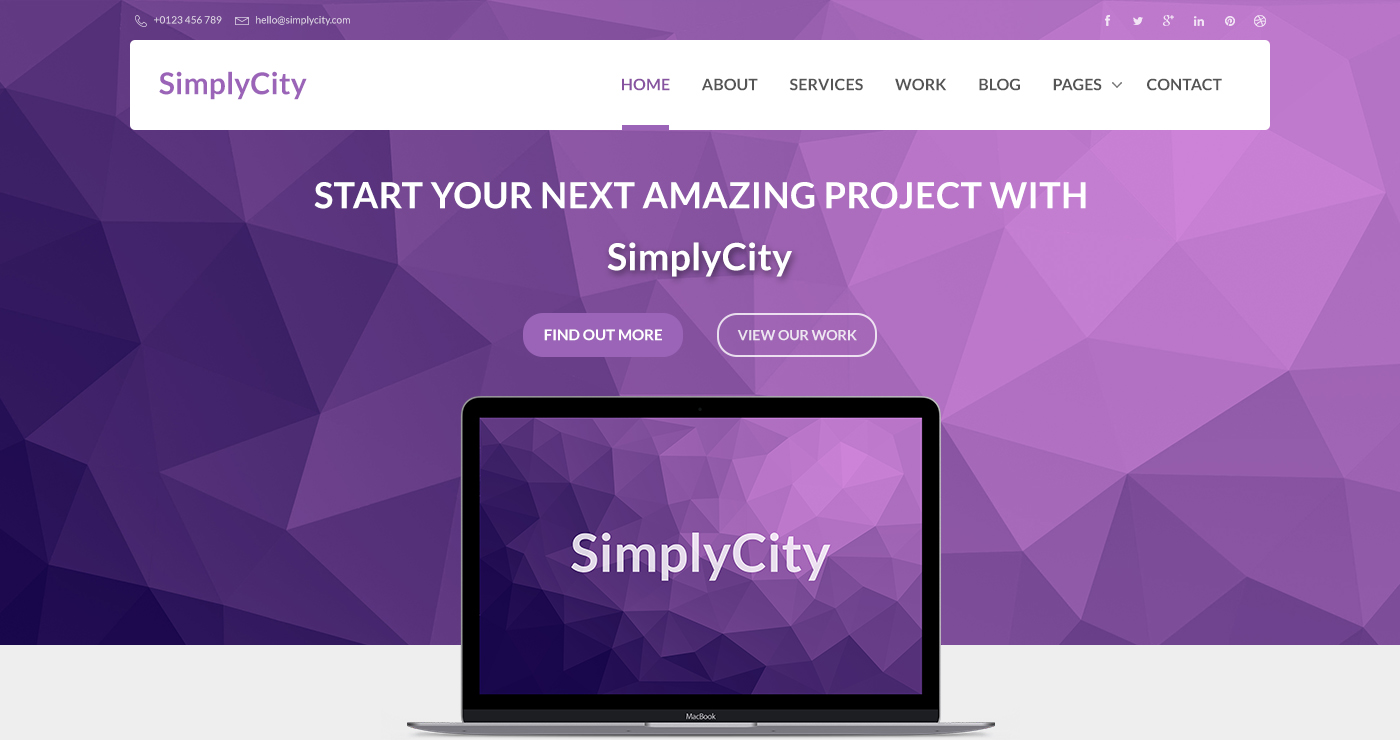 +0123 456 789 hello@simplycity.com
SimplyCity
HOME ABOUT SERVICES WORK BLOG PAGES CONTACT
START YOUR NEXT AMAZING PROJECT WITH
SimplyCity
FIND OUT MORE VIEW OUR WORK
SimplyCity
MacBook